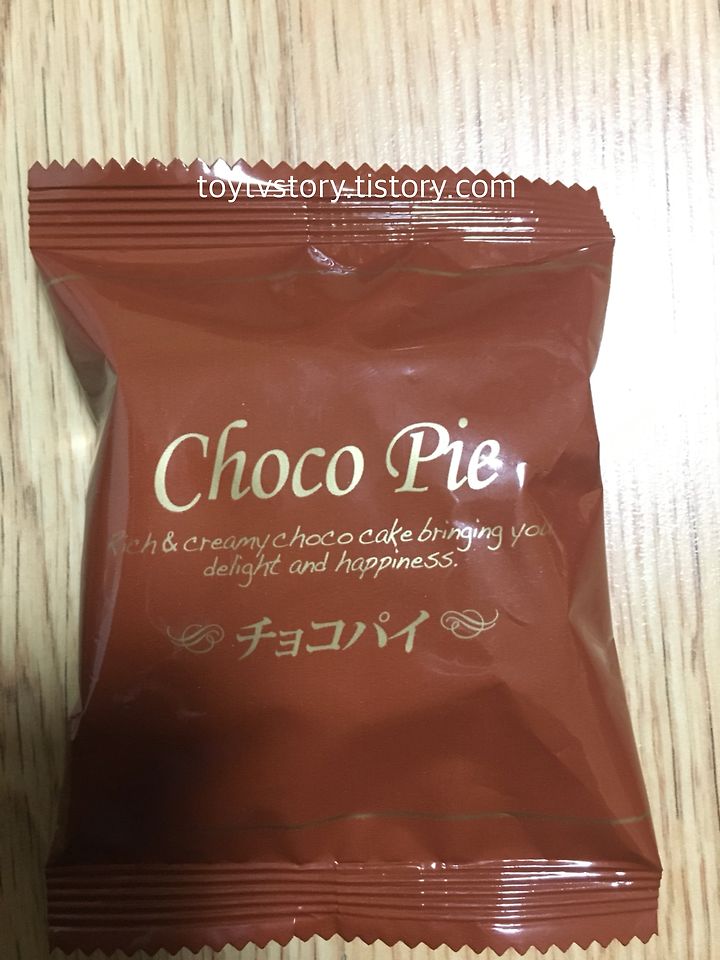 toytvstory.tistory.com
Choco Pie
Rich & creamy choco cake bringing you
delight and happiness.
チョコパイ